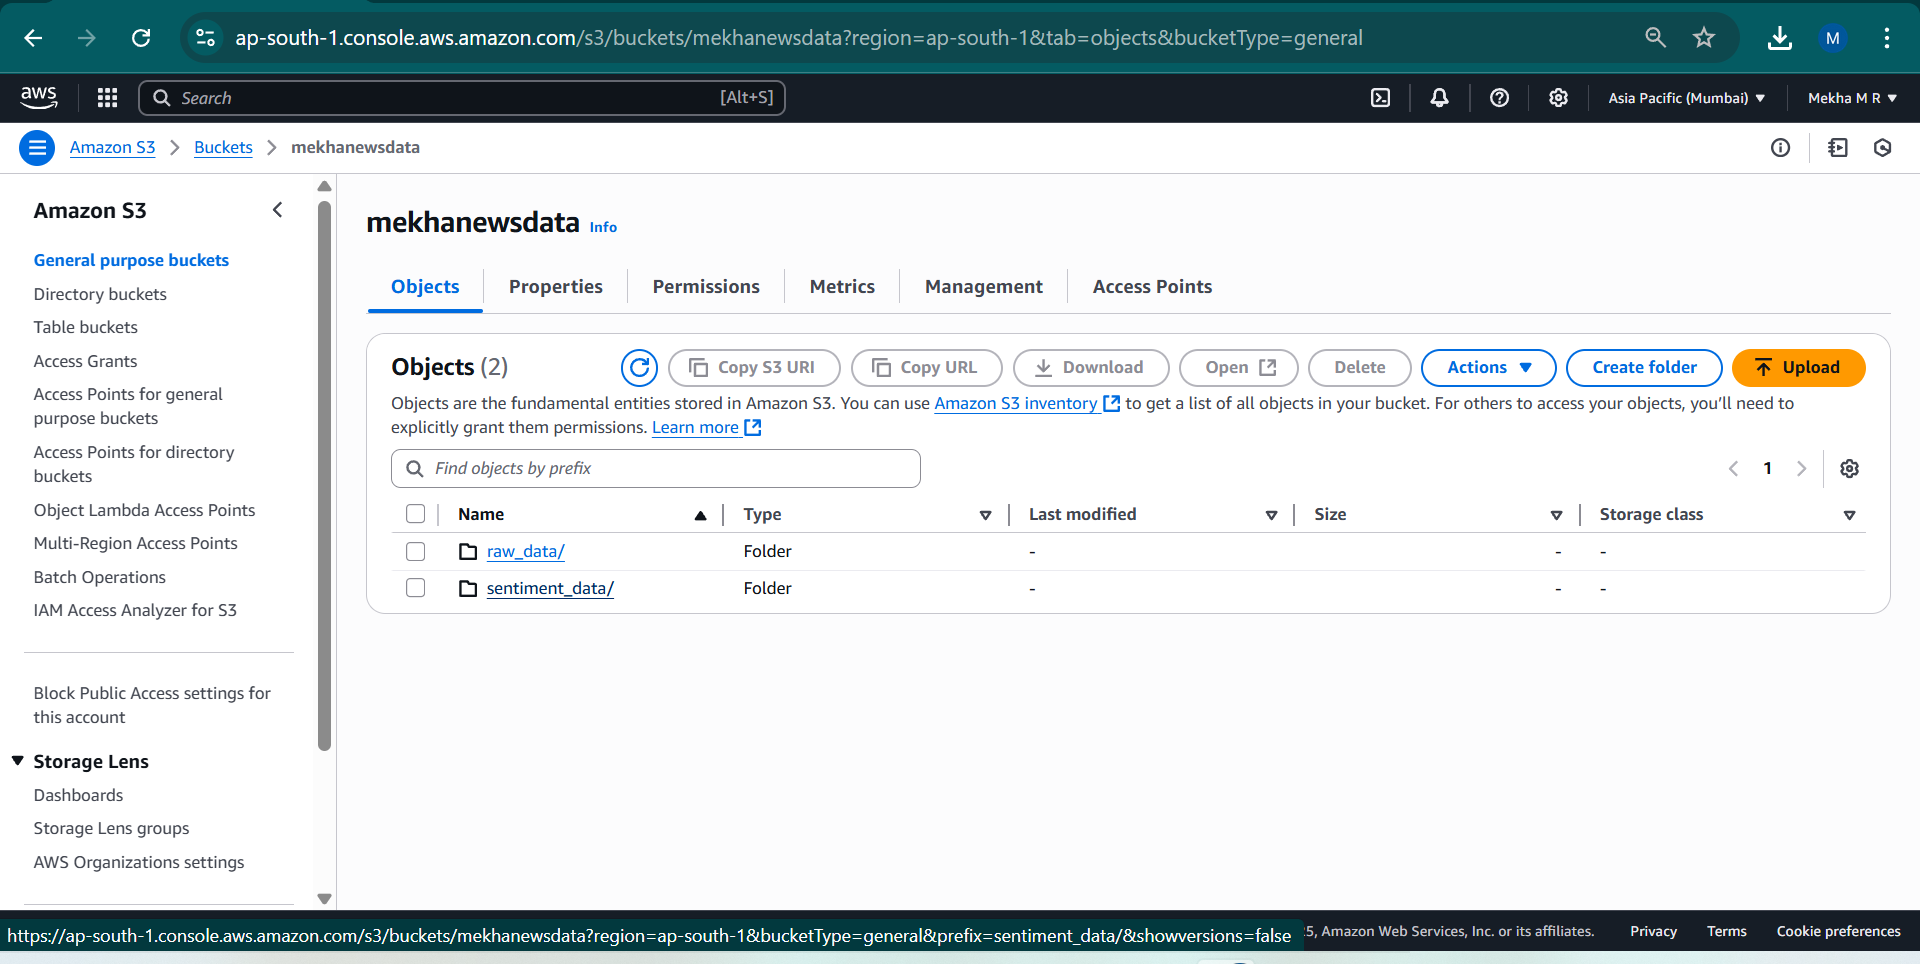 ap-south-1.console.aws.amazon.com/s3/buckets/mekhanewsdata?region=ap-south-1&tab=objects&bucketType=general
M
aws
Search
[Alt+S]
Asia Pacific (Mumbai)
Mekha M R
Amazon S3
Buckets
mekhanewsdata
Amazon S3
General purpose buckets
Directory buckets
Table buckets
Access Grants
Access Points for general
purpose buckets
Access Points for directory
buckets
Object Lambda Access Points
Multi-Region Access Points
Batch Operations
IAM Access Analyzer for S3
Block Public Access settings for
this account
Storage Lens
Dashboards
Storage Lens groups
AWS Organizations settings
mekhanewsdata Info
Objects Properties Permissions Metrics Management Access Points
Objects (2) Copy S3 URI Copy URL Download Open Delete Actions Create folder Upload
Objects are the fundamental entities stored in Amazon S3. You can use Amazon S3 inventory to get a list of all objects in your bucket. For others to access your objects, you'll need to
explicitly grant them permissions. Learn more
Find objects by prefix
1
Name Type Last modified Size Storage class
raw_data/ Folder - - -
sentiment_data/ Folder - - -
https://ap-south-1.console.aws.amazon.com/s3/buckets/mekhanewsdata?region=ap-south-1&bucketType=general&prefix=sentiment_data/&showversions=false
5, Amazon Web Services, Inc. or its affiliates. Privacy Terms Cookie preferences